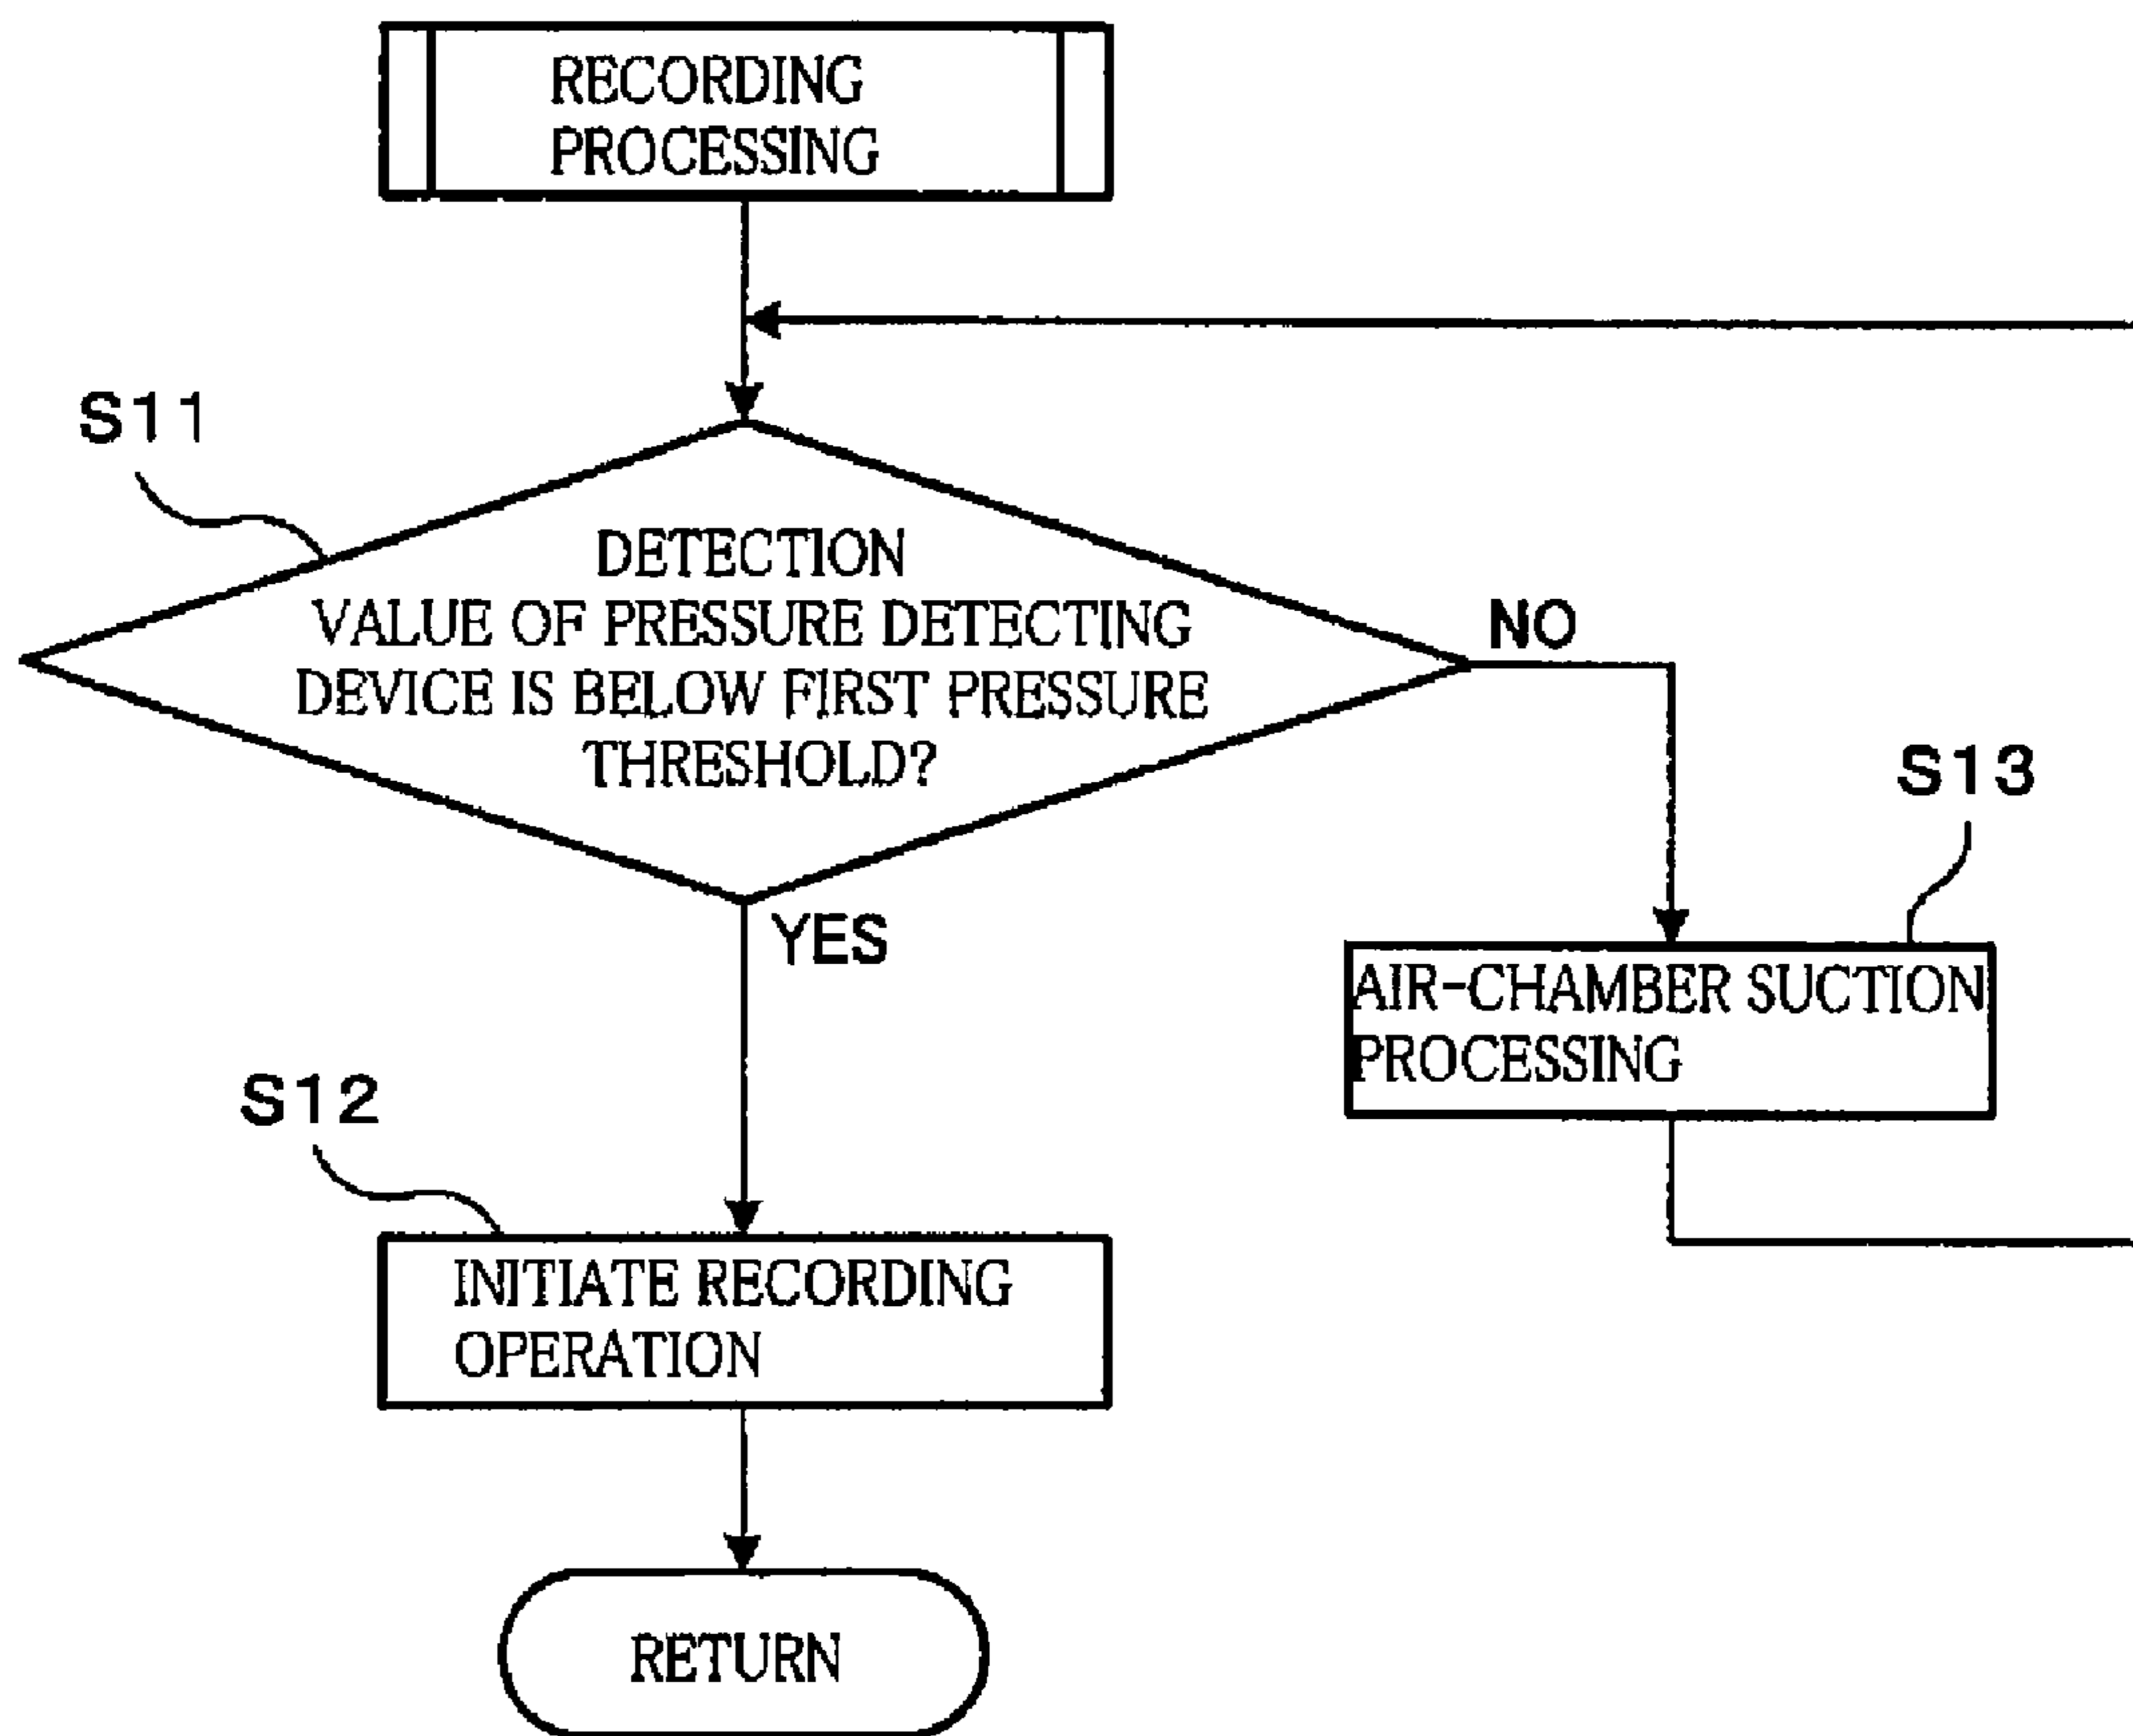 RECORDING
PROCESSING
S11
DETECTION
VALUE OF PRESSURE DETECTING
DEVICE IS BELOW FIRST PRESSURE
THRESHOLD?
NO
S13
YES
AIR-CHAMBER SUCTION
PROCESSING
S12
INITIATE RECORDING
OPERATION
RETURN